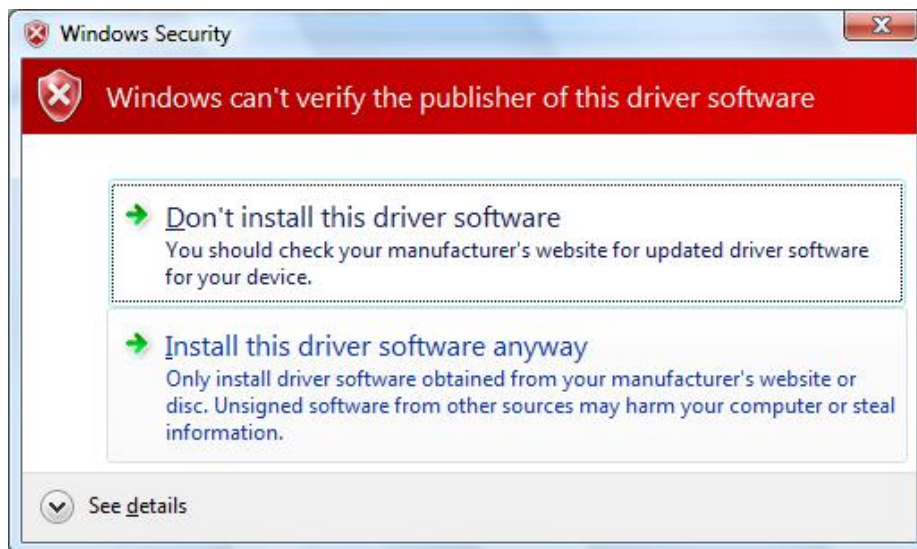 Windows Security
Windows can't verify the publisher of this driver software
Don't install this driver software
You should check your manufacturer's website for updated driver software
for your device.
Install this driver software anyway
Only install driver software obtained from your manufacturer's website or
disc. Unsigned software from other sources may harm your computer or steal
information.
See details